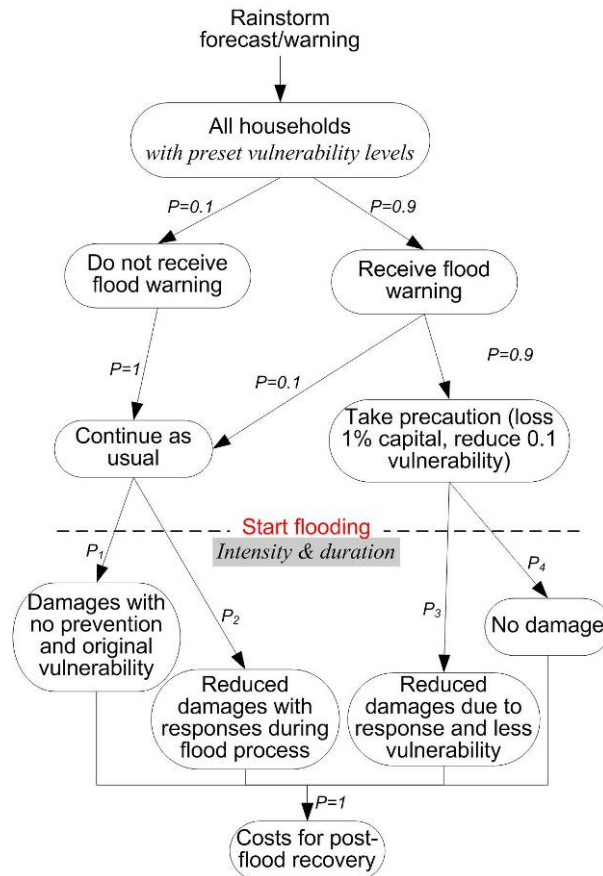 Rainstorm
forecast/warning
All households
with preset vulnerability levels
P=0.1
P=0.9
Do not receive
flood warning
Receive flood
warning
P=1
P=0.1
P=0.9
Continue as
usual
Take precaution (loss
1% capital, reduce 0.1
vulnerability)
Start flooding
Intensity & duration
P1
P2
P3
P4
Damages with
no prevention
and original
vulnerability
No damage
Reduced
damages with
responses during
flood process
Reduced
damages due to
response and less
vulnerability
P=1
Costs for post-
flood recovery